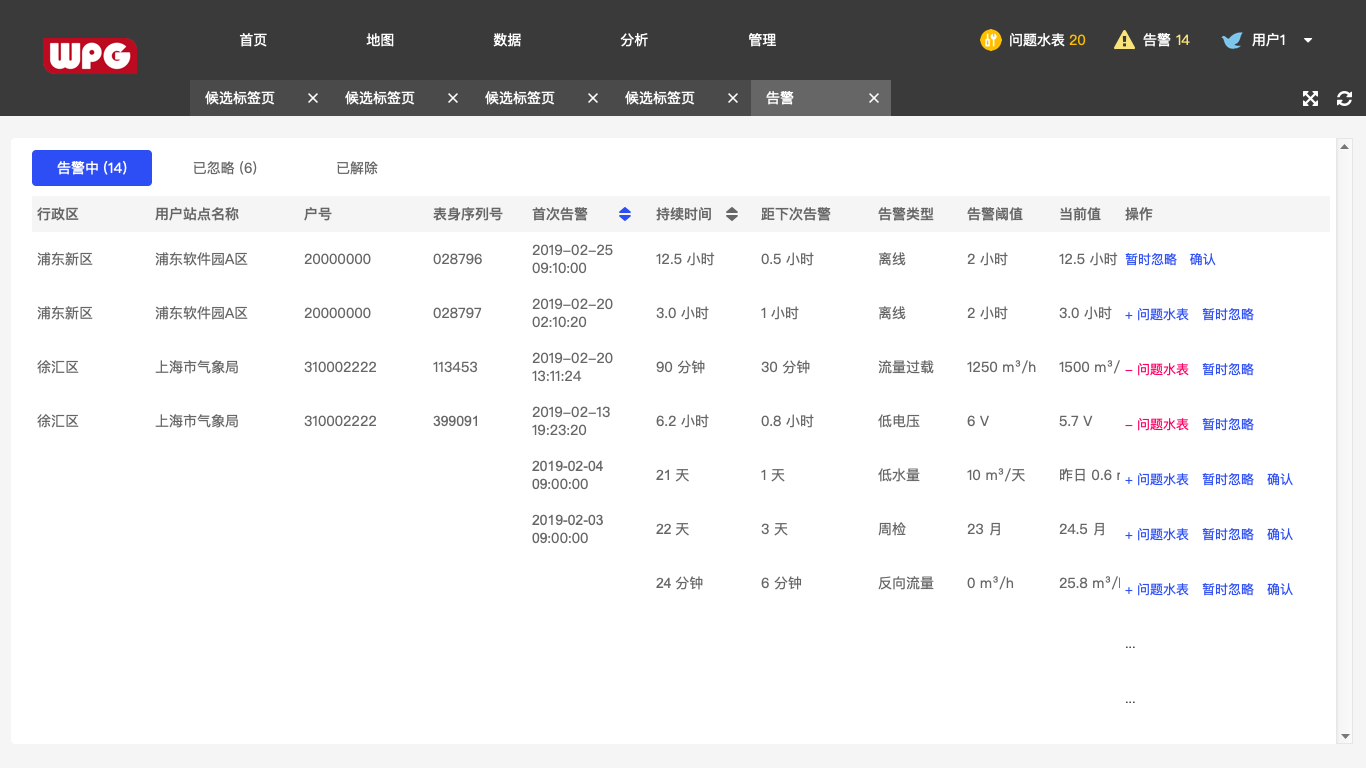 WPG
首页 地图 数据 分析 管理 问题水表 20 告警 14 用户1
候选标签页 候选标签页 候选标签页 候选标签页 告警
告警中 (14) 已忽略 (6) 已解除
行政区 用户站点名称 户号 表身序列号 首次告警 持续时间 距下次告警 告警类型 告警阈值 当前值 操作
浦东新区 浦东软件园A区 20000000 028796 2019-02-25 09:10:00 12.5 小时 0.5 小时 离线 2 小时 12.5 小时 暂时忽略 确认
浦东新区 浦东软件园A区 20000000 028797 2019-02-20 02:10:20 3.0 小时 1 小时 离线 2 小时 3.0 小时 + 问题水表 暂时忽略
徐汇区 上海市气象局 310002222 113453 2019-02-20 13:11:24 90 分钟 30 分钟 流量过载 1250 m³/h 1500 m³/ − 问题水表 暂时忽略
徐汇区 上海市气象局 310002222 399091 2019-02-13 19:23:20 6.2 小时 0.8 小时 低电压 6 V 5.7 V − 问题水表 暂时忽略
2019-02-04 09:00:00 21 天 1 天 低水量 10 m³/天 昨日 0.6 + 问题水表 暂时忽略 确认
2019-02-03 09:00:00 22 天 3 天 周检 23 月 24.5 月 + 问题水表 暂时忽略 确认
24 分钟 6 分钟 反向流量 0 m³/h 25.8 m³/ + 问题水表 暂时忽略 确认
...
...